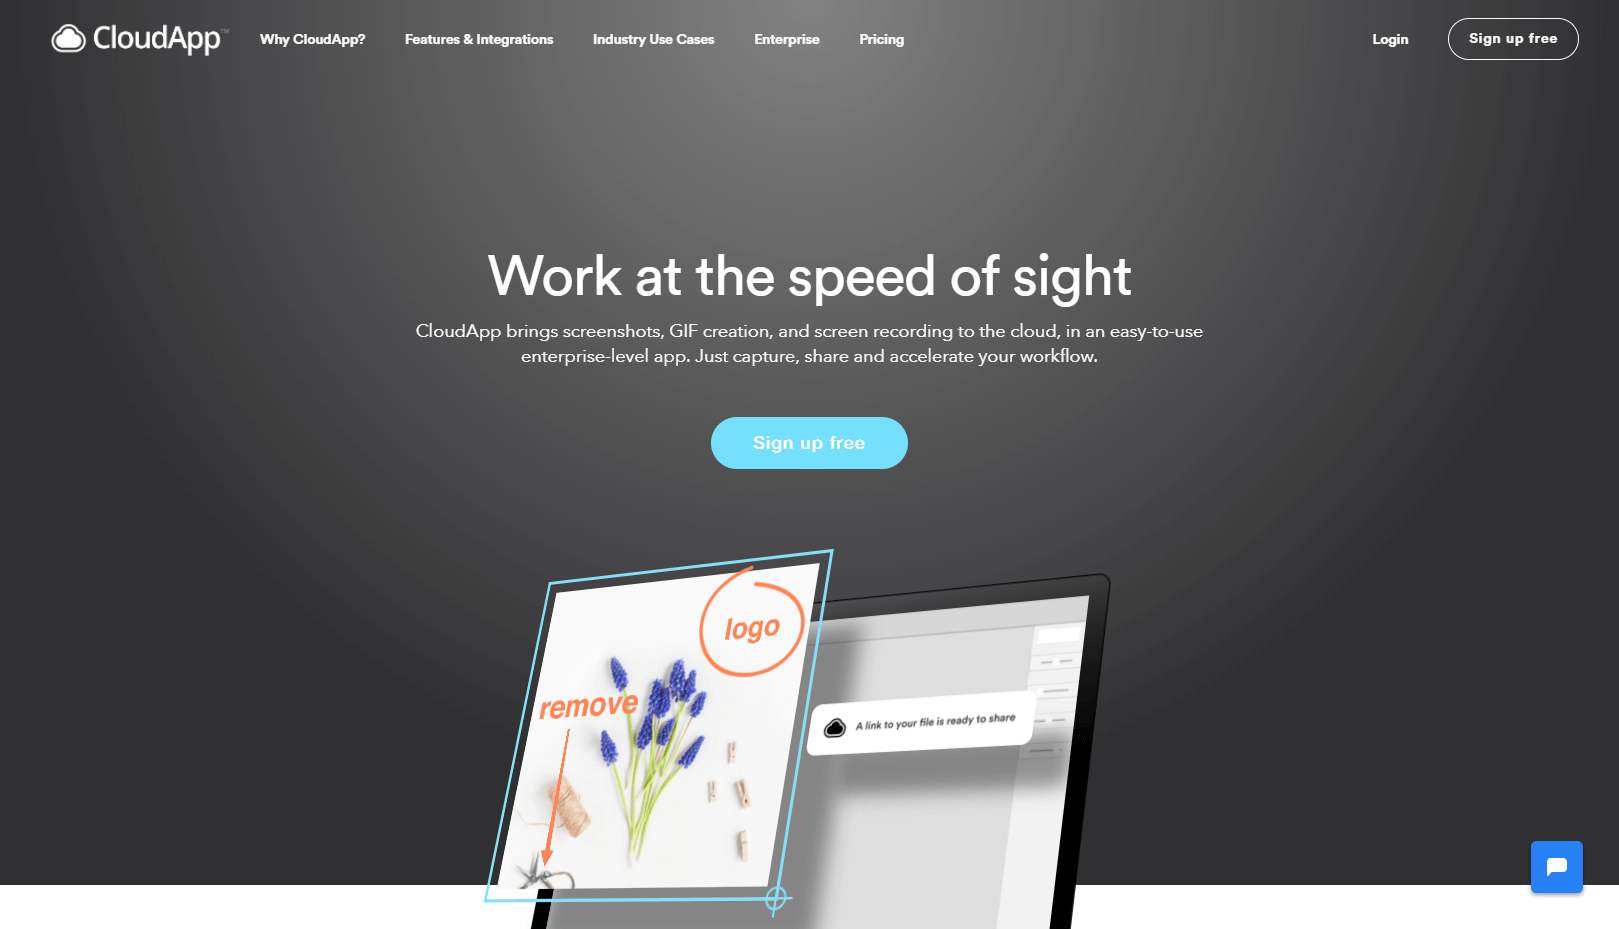 CloudApp™
Why CloudApp?
Features & Integrations
Industry Use Cases
Enterprise
Pricing
Login
Sign up free
Work at the speed of sight
CloudApp brings screenshots, GIF creation, and screen recording to the cloud, in an easy-to-use
enterprise-level app. Just capture, share and accelerate your workflow.
Sign up free
logo
remove
A link to your file is ready to share